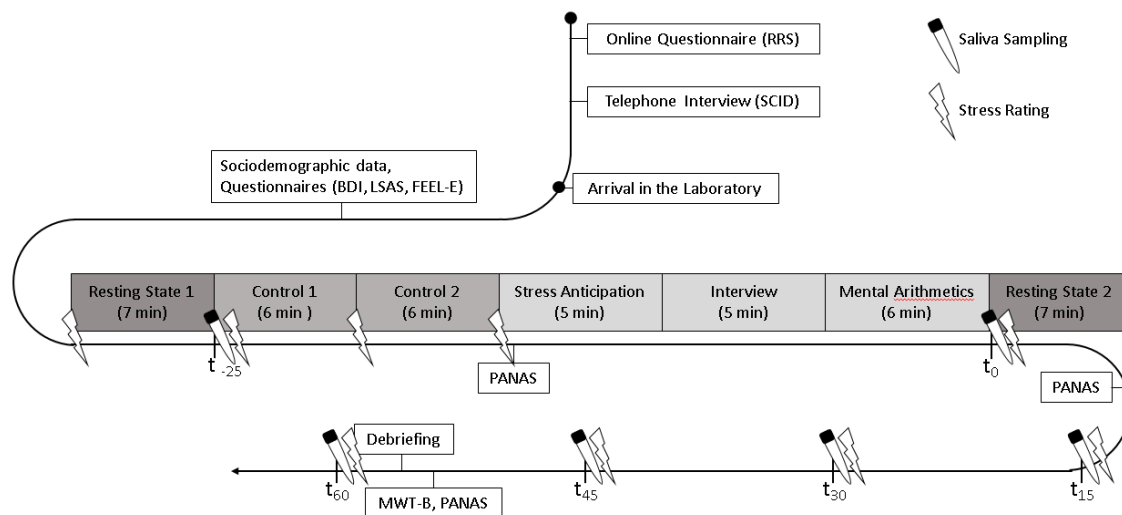 Online Questionnaire (RRS)
Saliva Sampling
Telephone Interview (SCID)
Stress Rating
Sociodemographic data,
Questionnaires (BDI, LSAS, FEEL-E)
Arrival in the Laboratory
Resting State 1
(7 min)
Control 1
(6 min )
Control 2
(6 min)
Stress Anticipation
(5 min)
Interview
(5 min)
Mental Arithmetics
(6 min)
Resting State 2
(7 min)
t -25
t0
PANAS
PANAS
Debriefing
t60
MWT-B, PANAS
t45
t30
t15